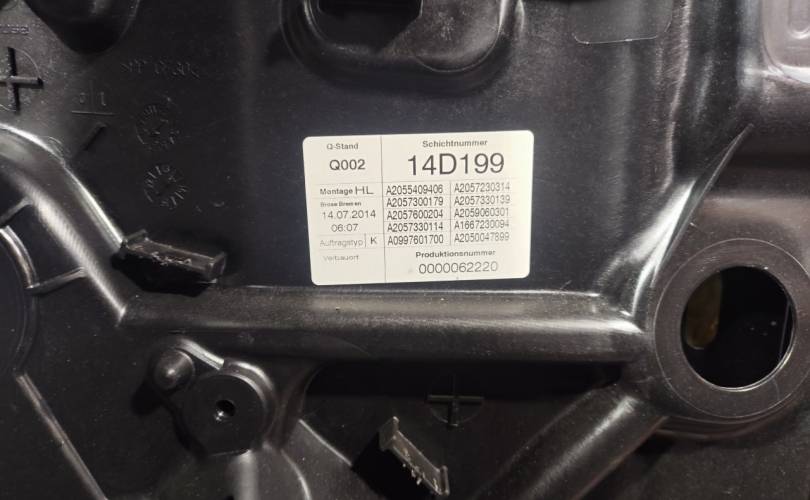 Q-Stand Schichtnummer
Q002 14D199
Montage HL A2055409406 A2057230314
Brose Bremen A2057300179 A2057330139
14.07.2014 A2057600204 A2059060301
06:07 A2057330114 A1667230094
Auftragstyp K A0997601700 A2050047899
Verbauort Produktionsnummer
0000062220